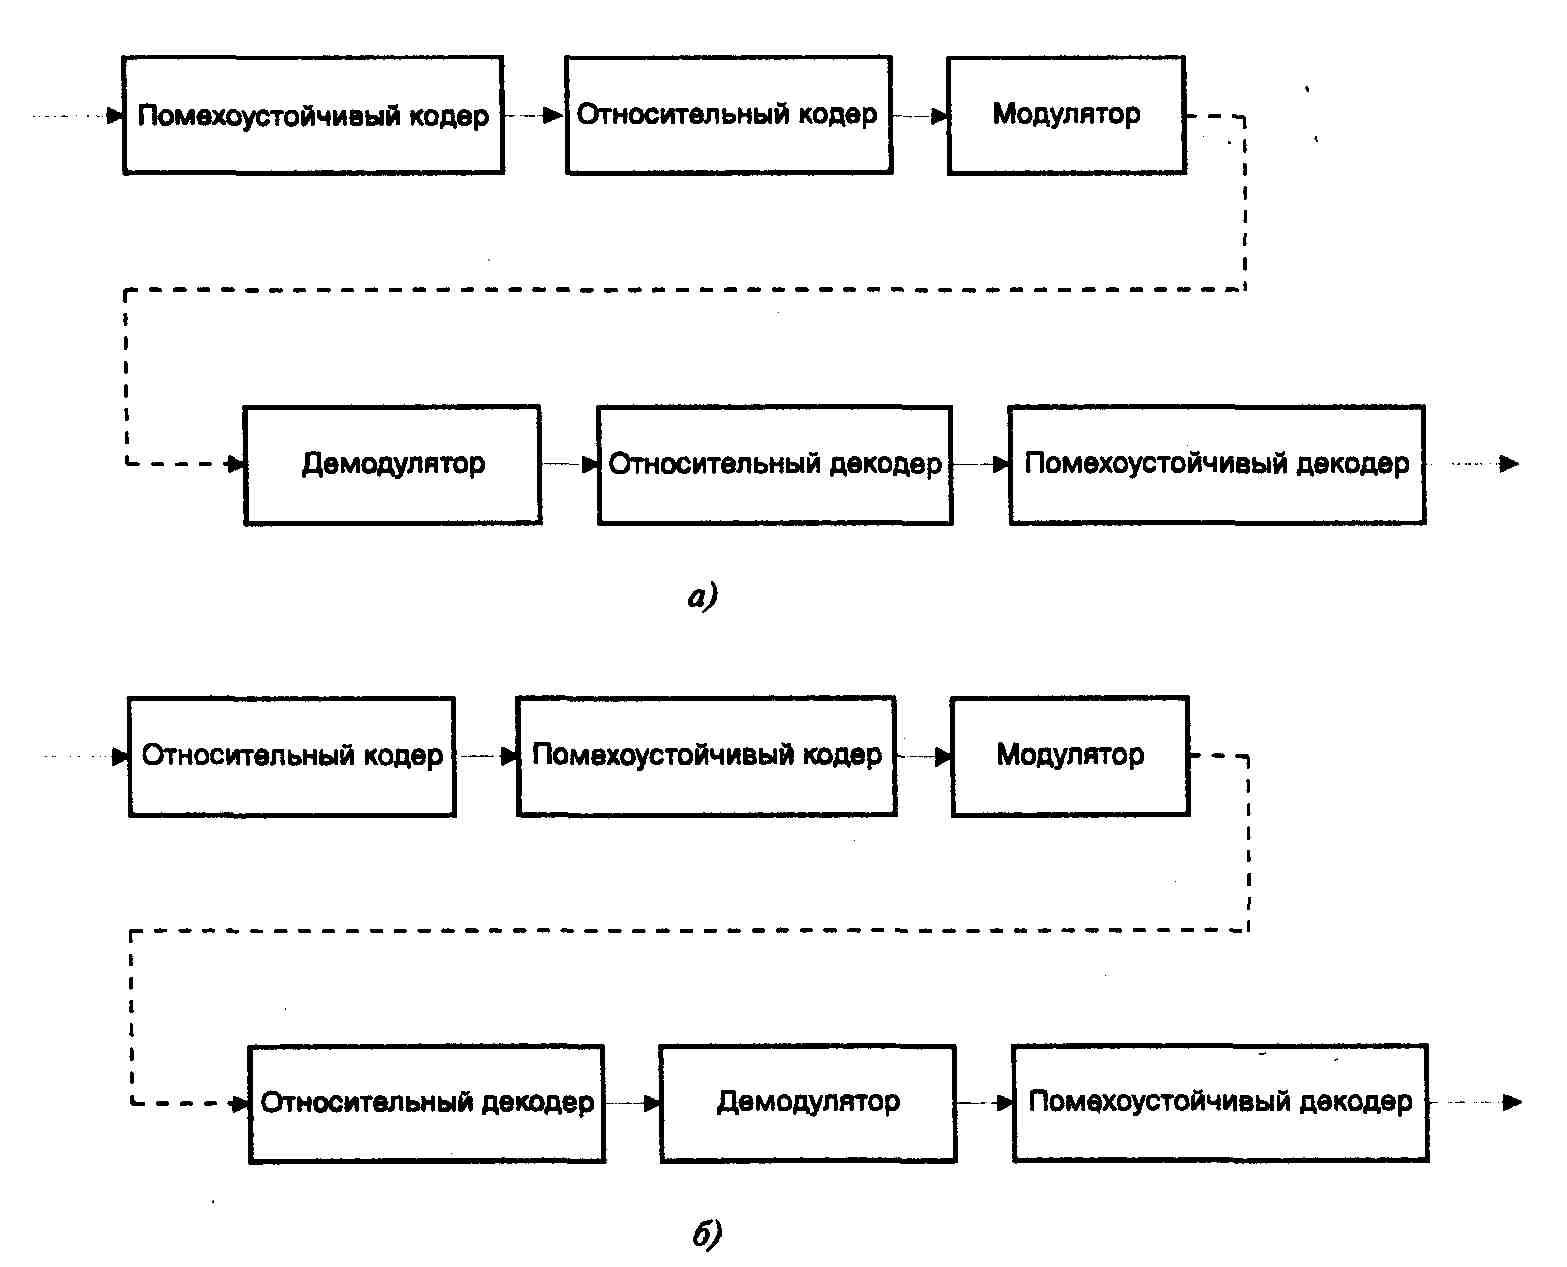 Помехоустойчивый кодер
Относительный кодер
Модулятор
Демодулятор
Относительный декодер
Помехоустойчивый декодер
а)
Относительный кодер
Помехоустойчивый кодер
Модулятор
Относительный декодер
Демодулятор
Помехоустойчивый декодер
б)